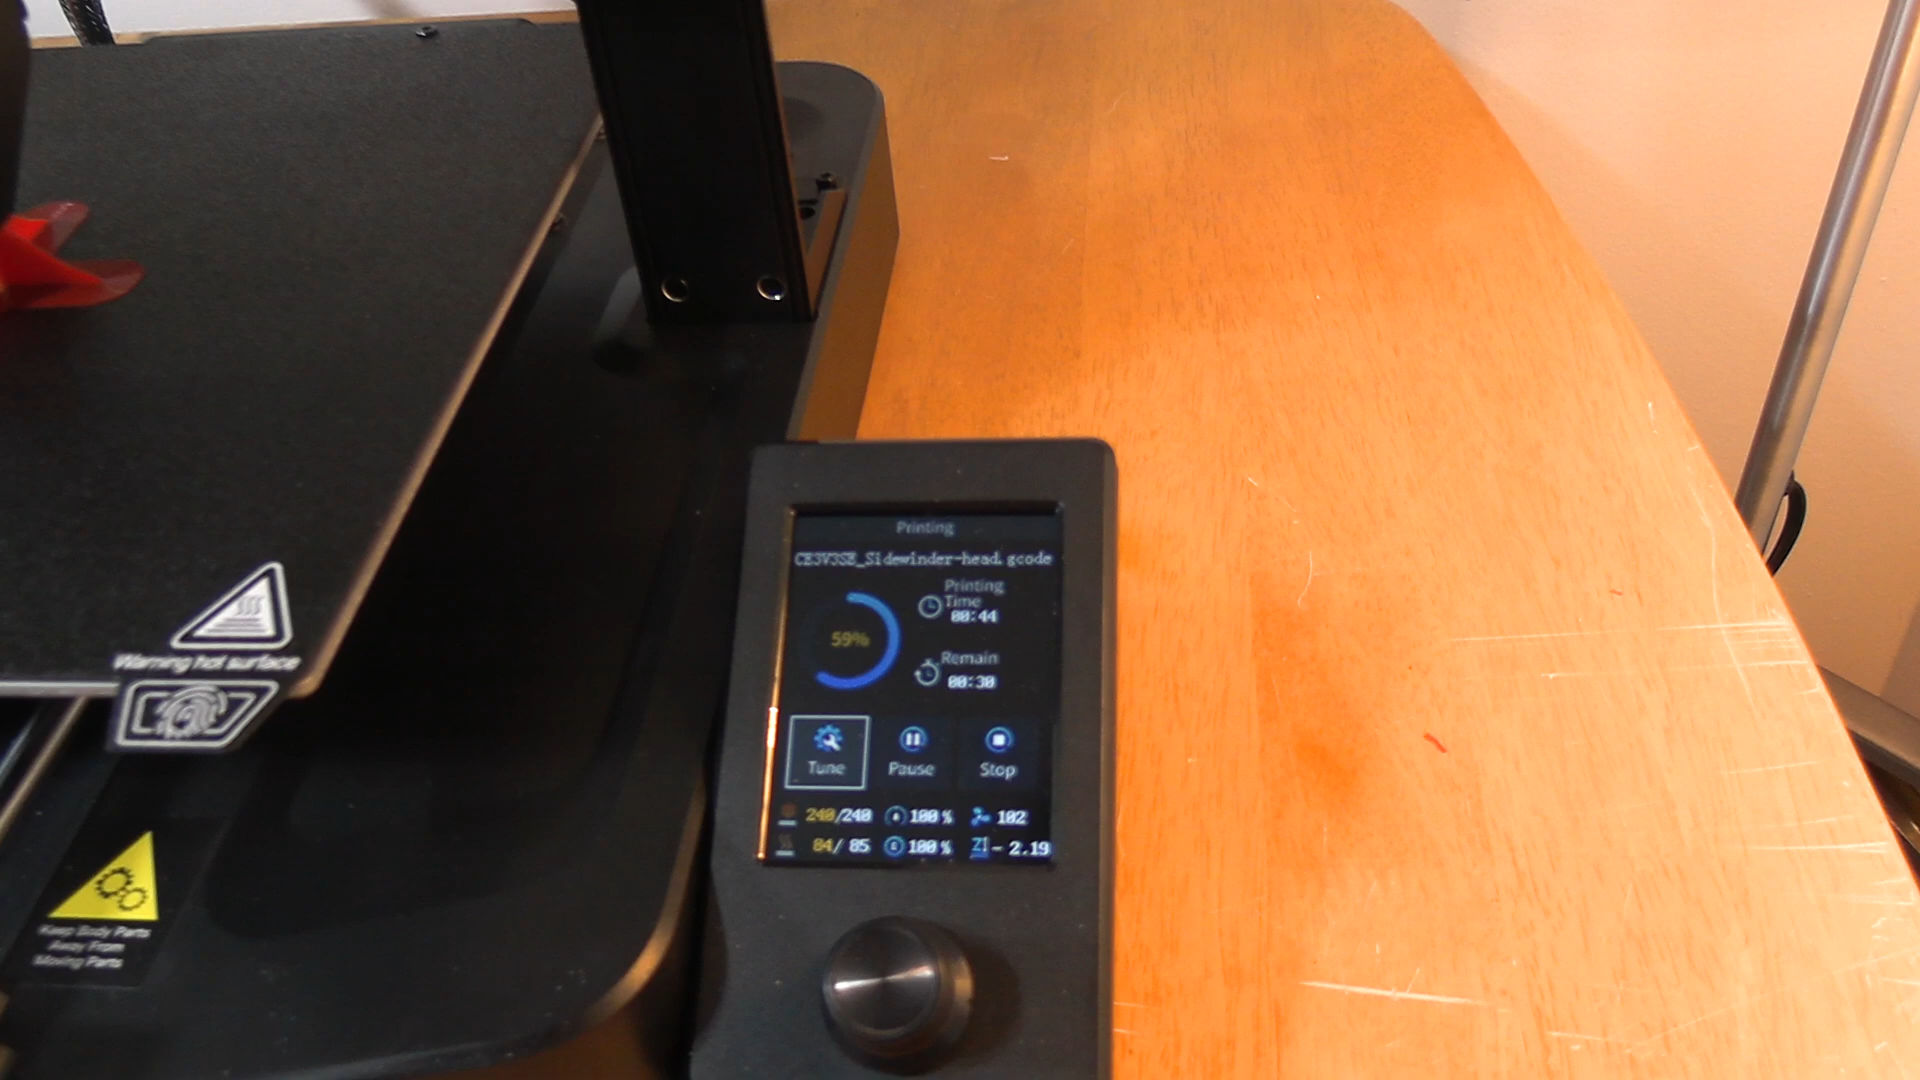 Printing
CE3V3SE_Sidewinder-head.gcode
Printing
Time
00:44
59%
Remain
00:30
Tune
Pause
Stop
240/240 100% 102
84/ 85 100% Z -2.19
Warning hot surface
Keep Body Parts
Away From
Moving Parts